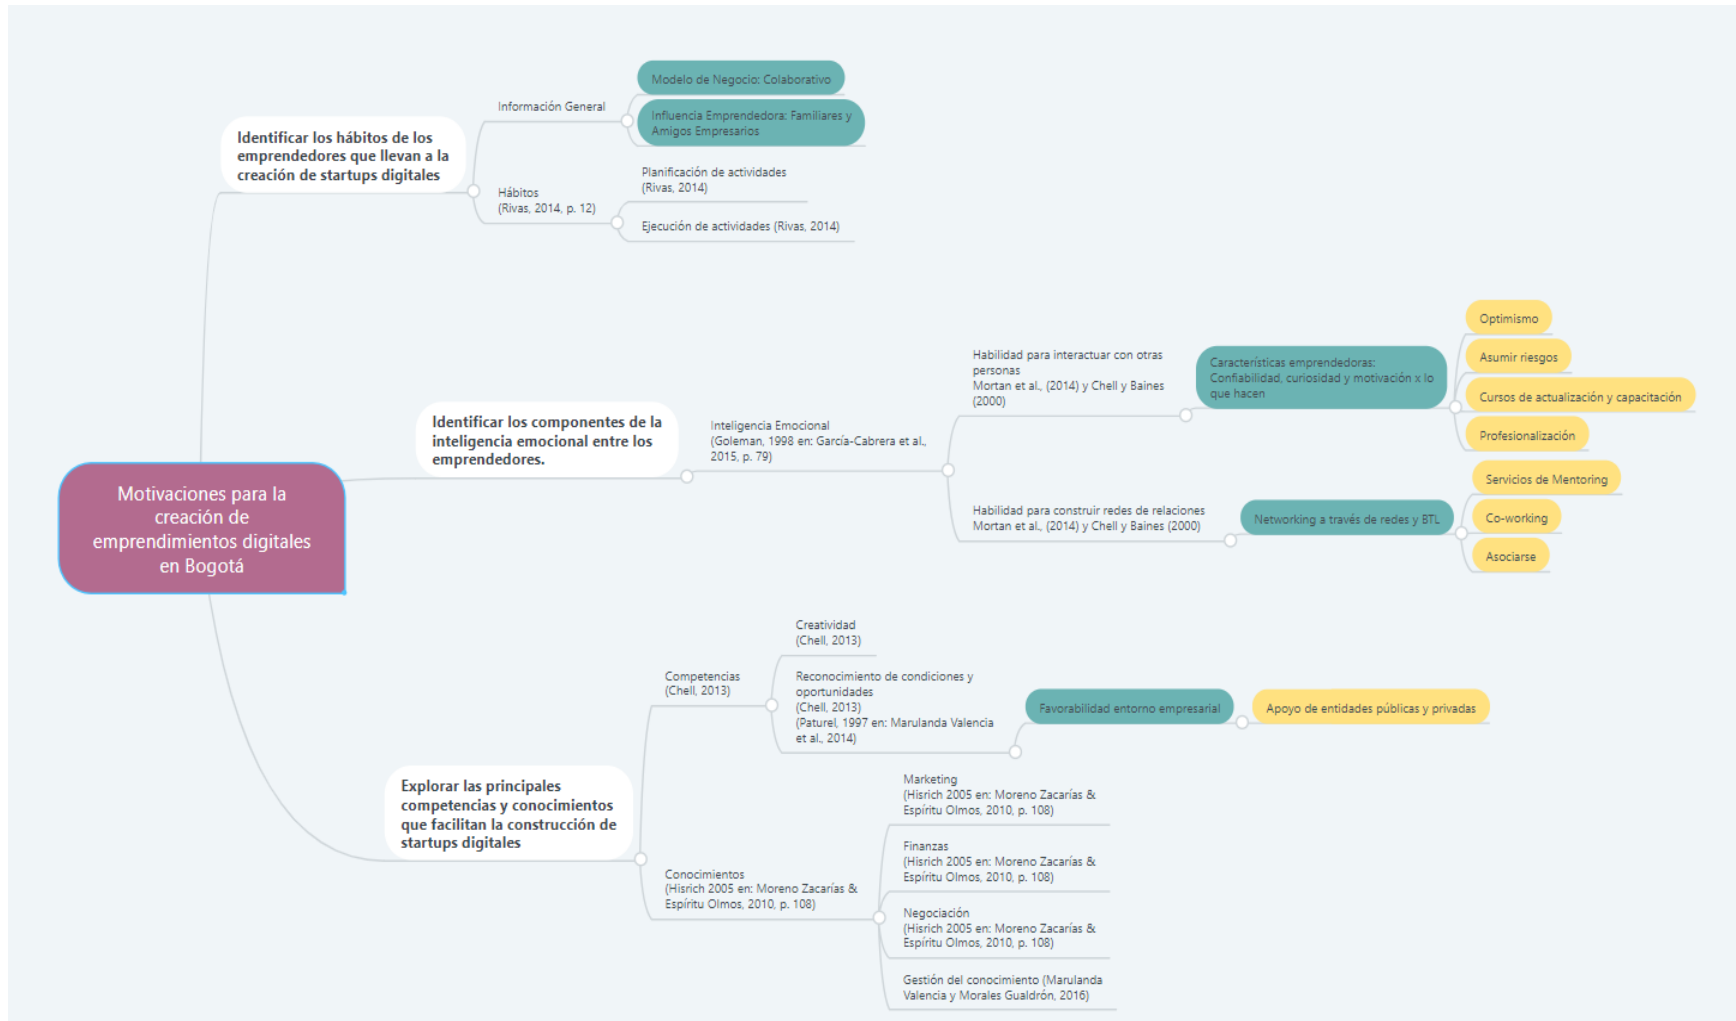 Motivaciones para la
creación de
emprendimientos digitales
en Bogotá
Identificar los hábitos de los
emprendedores que llevan a la
creación de startups digitales
Información General
Modelo de Negocio: Colaborativo
Influencia Emprendedora: Familiares y
Amigos Empresarios
Hábitos
(Rivas, 2014, p. 12)
Planificación de actividades
(Rivas, 2014)
Ejecución de actividades (Rivas, 2014)
Identificar los componentes de la
inteligencia emocional entre los
emprendedores.
Inteligencia Emocional
(Goleman, 1998 en: García-Cabrera et al.,
2015, p. 79)
Habilidad para interactuar con otras
personas
Mortan et al., (2014) y Chell y Baines
(2000)
Características emprendedoras:
Confiabilidad, curiosidad y motivación x lo
que hacen
Optimismo
Asumir riesgos
Cursos de actualización y capacitación
Profesionalización
Habilidad para construir redes de relaciones
Mortan et al., (2014) y Chell y Baines (2000)
Networking a través de redes y BTL
Servicios de Mentoring
Co-working
Asociarse
Explorar las principales
competencias y conocimientos
que facilitan la construcción de
startups digitales
Competencias
(Chell, 2013)
Creatividad
(Chell, 2013)
Reconocimiento de condiciones y
oportunidades
(Chell, 2013)
(Paturel, 1997 en: Marulanda Valencia
et al., 2014)
Favorabilidad entorno empresarial
Apoyo de entidades públicas y privadas
Conocimientos
(Hisrich 2005 en: Moreno Zacarías &
Espíritu Olmos, 2010, p. 108)
Marketing
(Hisrich 2005 en: Moreno Zacarías &
Espíritu Olmos, 2010, p. 108)
Finanzas
(Hisrich 2005 en: Moreno Zacarías &
Espíritu Olmos, 2010, p. 108)
Negociación
(Hisrich 2005 en: Moreno Zacarías &
Espíritu Olmos, 2010, p. 108)
Gestión del conocimiento (Marulanda
Valencia y Morales Gualdrón, 2016)